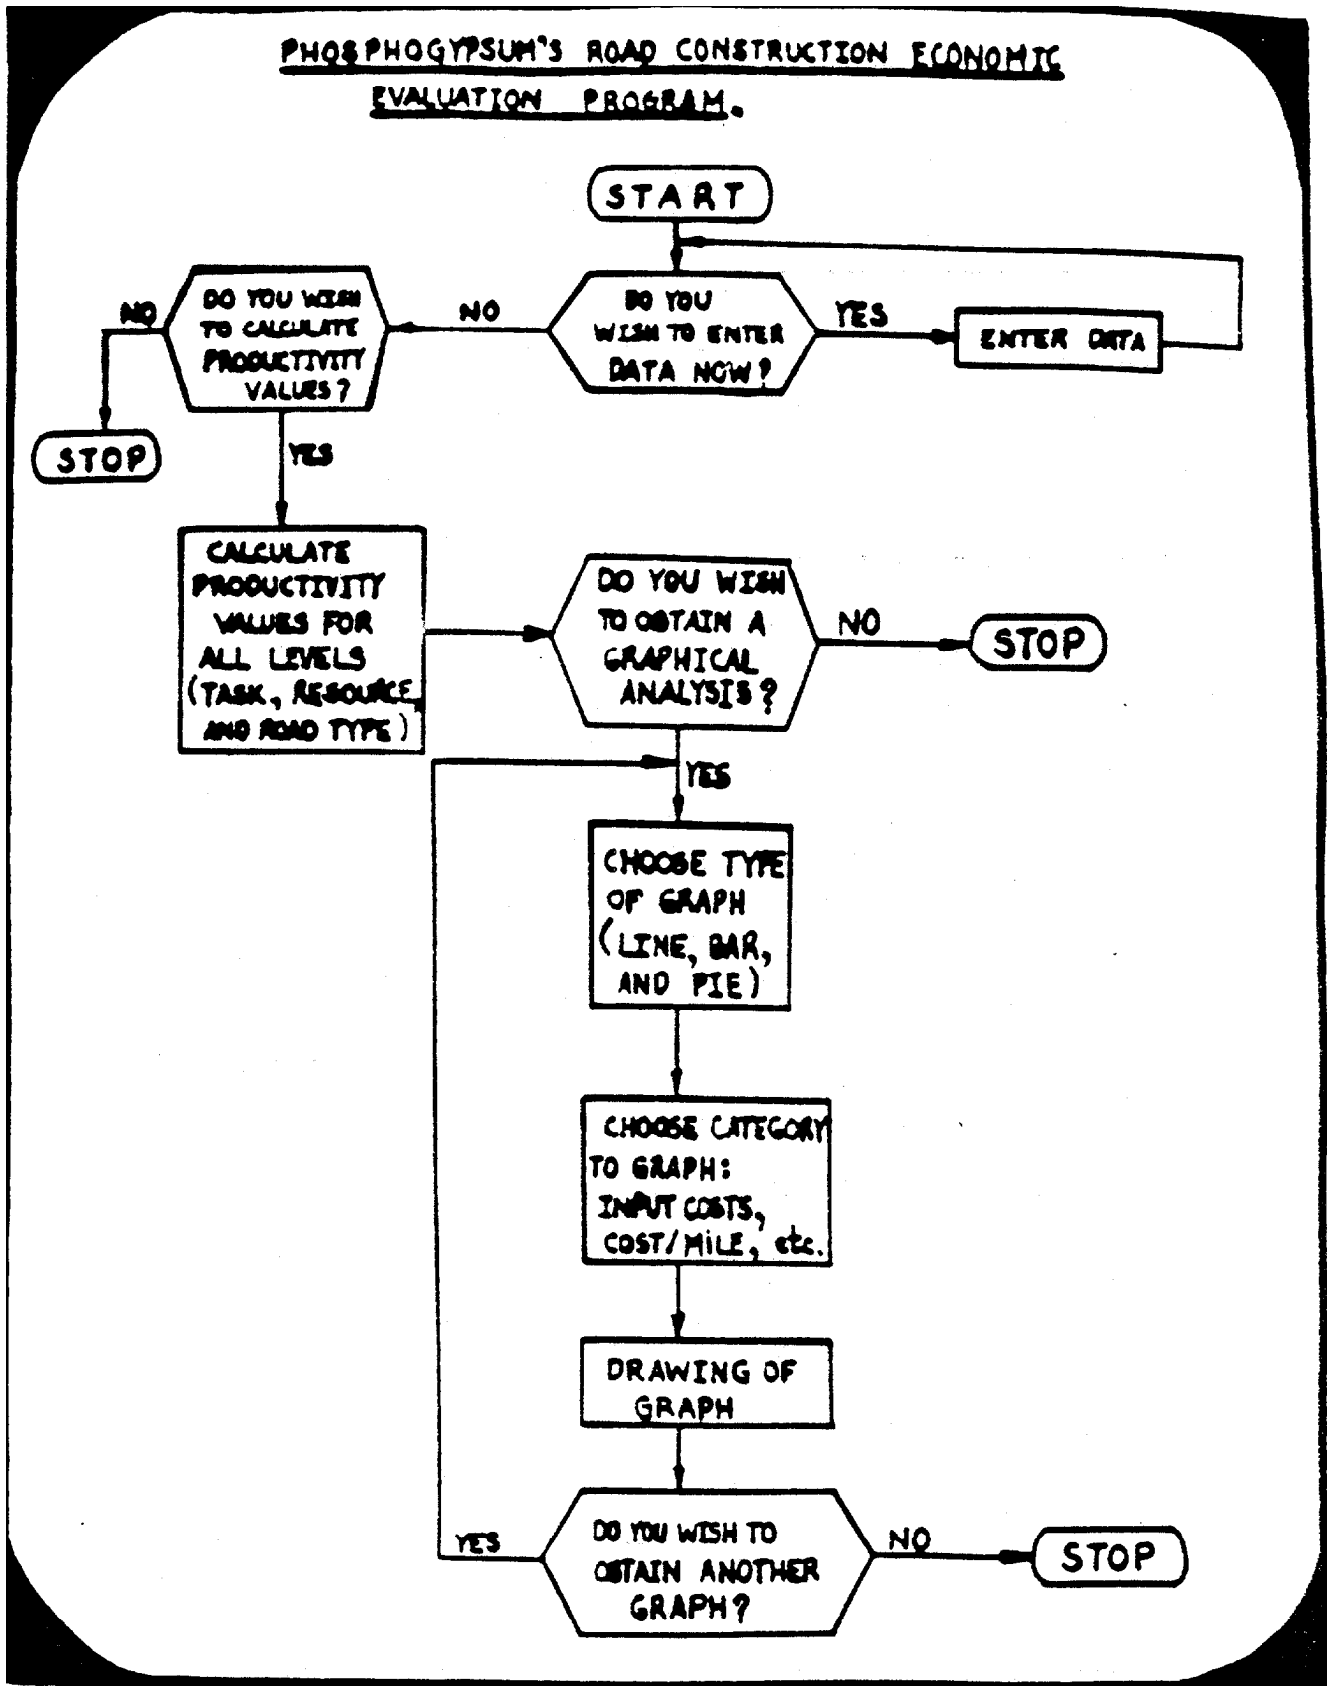 PHOSPHOGYPSUM'S ROAD CONSTRUCTION ECONOMIC
EVALUATION PROGRAM.
START
DO YOU
WISH TO ENTER
DATA NOW?
YES
ENTER DATA
NO
DO YOU WISH
TO CALCULATE
PRODUCTIVITY
VALUES?
NO
STOP
YES
CALCULATE
PRODUCTIVITY
VALUES FOR
ALL LEVELS
(TASK, RESOURCE,
AND ROAD TYPE)
DO YOU WISH
TO OBTAIN A
GRAPHICAL
ANALYSIS?
NO
STOP
YES
CHOOSE TYPE
OF GRAPH
(LINE, BAR,
AND PIE)
CHOOSE CATEGORY
TO GRAPH:
INPUT COSTS,
COST/MILE, etc.
DRAWING OF
GRAPH
DO YOU WISH TO
OBTAIN ANOTHER
GRAPH?
YES
NO
STOP